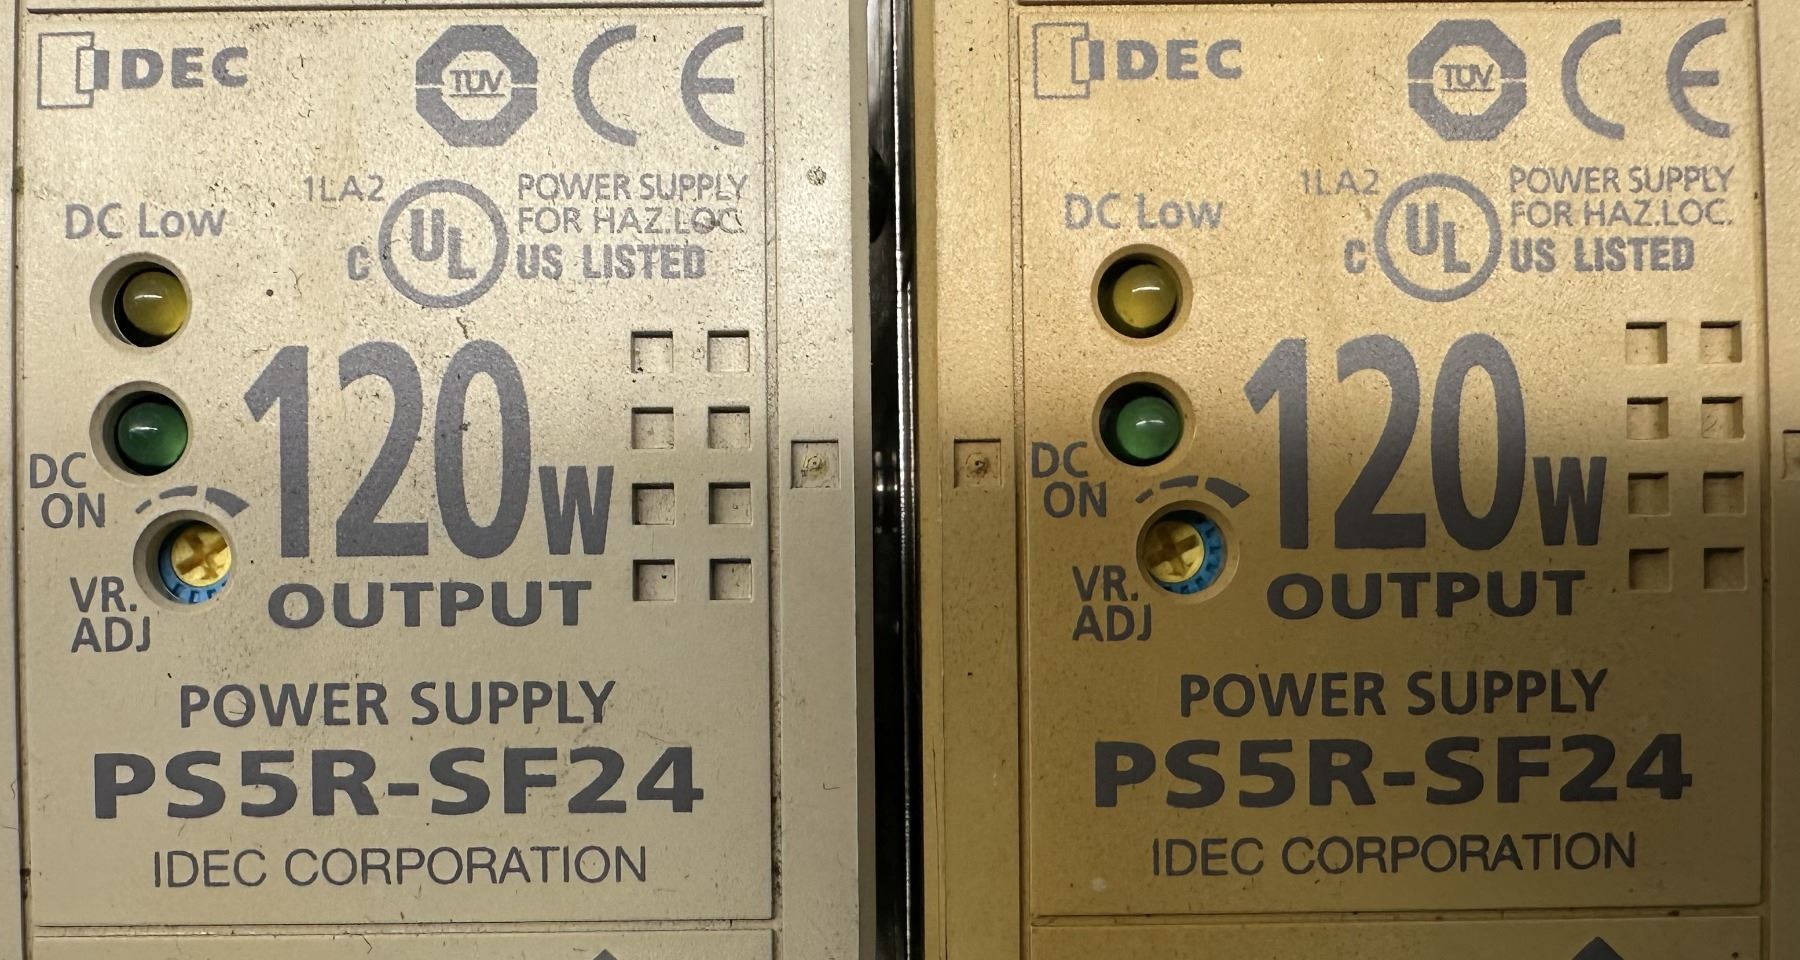 IDEC
TUV
CE
1LA2
POWER SUPPLY
FOR HAZ.LOC.
C UL US LISTED
DC Low
DC
ON
VR.
ADJ
120W
OUTPUT
POWER SUPPLY
PS5R-SF24
IDEC CORPORATION
IDEC
TUV
CE
1LA2
POWER SUPPLY
FOR HAZ.LOC.
C UL US LISTED
DC Low
DC
ON
VR.
ADJ
120W
OUTPUT
POWER SUPPLY
PS5R-SF24
IDEC CORPORATION